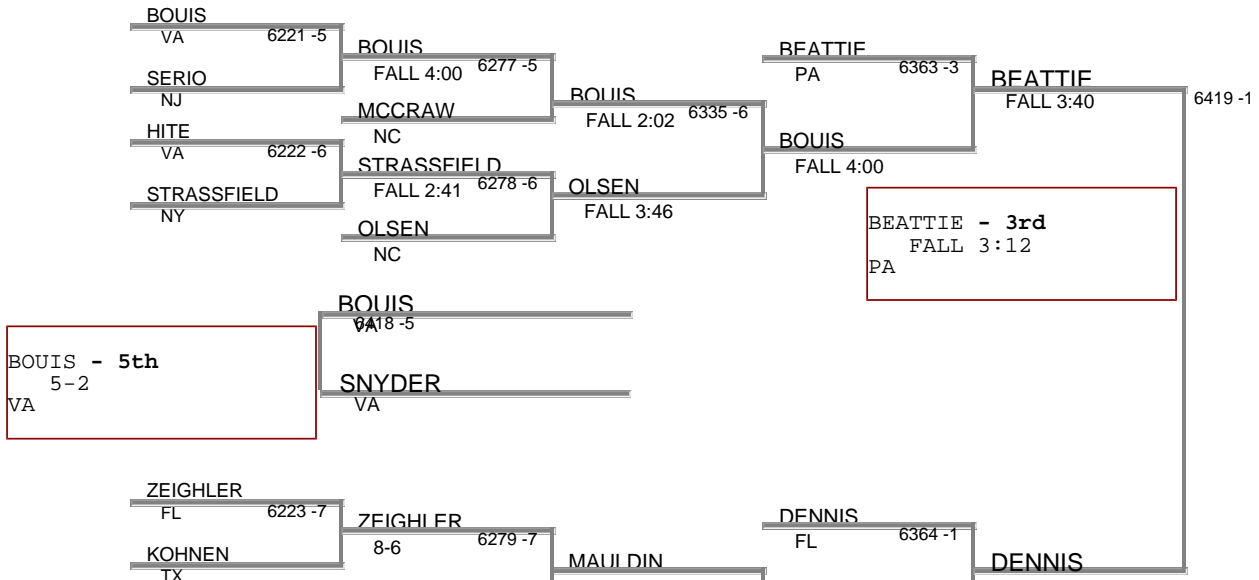 BOUIS
VA 6221 -5
SERIO
NJ
HITE
VA 6222 -6
STRASSFIELD
NY
BOUIS
FALL 4:00 6277 -5
MCCRAW
NC
STRASSFIELD
FALL 2:41 6278 -6
OLSEN
NC
BOUIS
FALL 2:02 6335 -6
OLSEN
FALL 3:46
BEATTIE
PA 6363 -3
BOUIS
FALL 4:00
BEATTIE
FALL 3:40
6419 -1
BEATTIE - 3rd
FALL 3:12
PA
BOUIS
VA 6418 -5
SNYDER
VA
BOUIS - 5th
5-2
VA
ZEIGHLER
FL 6223 -7
KOHNEN
TX
ZEIGHLER
8-6 6279 -7
MAULDIN
DENNIS
FL 6364 -1
DENNIS